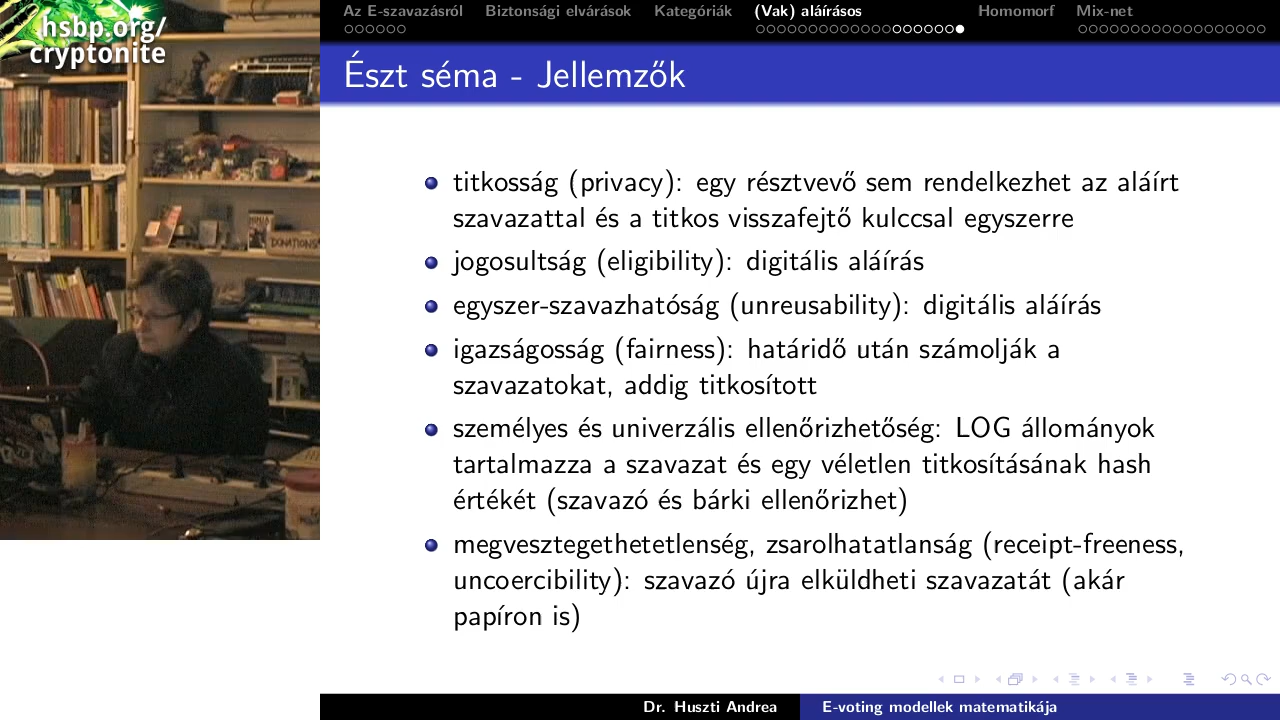 hsbp.org/
cryptonite
DONATIONS
Az E-szavazásról Biztonsági elvárások Kategóriák (Vak) aláírásos Homomorf Mix-net
Észt séma - Jellemzők
titkosság (privacy): egy résztvevő sem rendelkezhet az aláírt
szavazattal és a titkos visszafejtő kulccsal egyszerre
jogosultság (eligibility): digitális aláírás
egyszer-szavazhatóság (unreusability): digitális aláírás
igazságosság (fairness): határidő után számolják a
szavazatokat, addig titkosított
személyes és univerzális ellenőrizhetőség: LOG állományok
tartalmazza a szavazat és egy véletlen titkosításának hash
értékét (szavazó és bárki ellenőrizhet)
megvesztegethetetlenség, zsarolhatatlanság (receipt-freeness,
uncoercibility): szavazó újra elküldheti szavazatát (akár
papíron is)
Dr. Huszti Andrea E-voting modellek matematikája